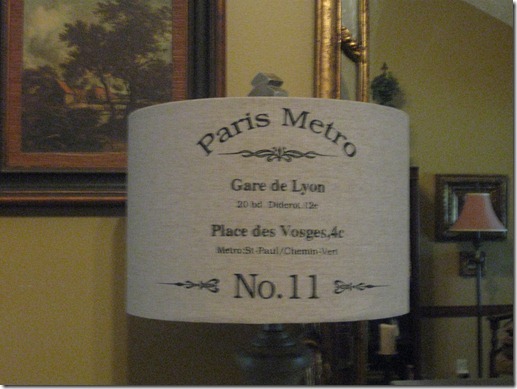 Paris Metro
Gare de Lyon
20 bd. Diderot, 12e
Place des Vosges,4c
Metro:St-Paul/Chemin-Vert
No.11